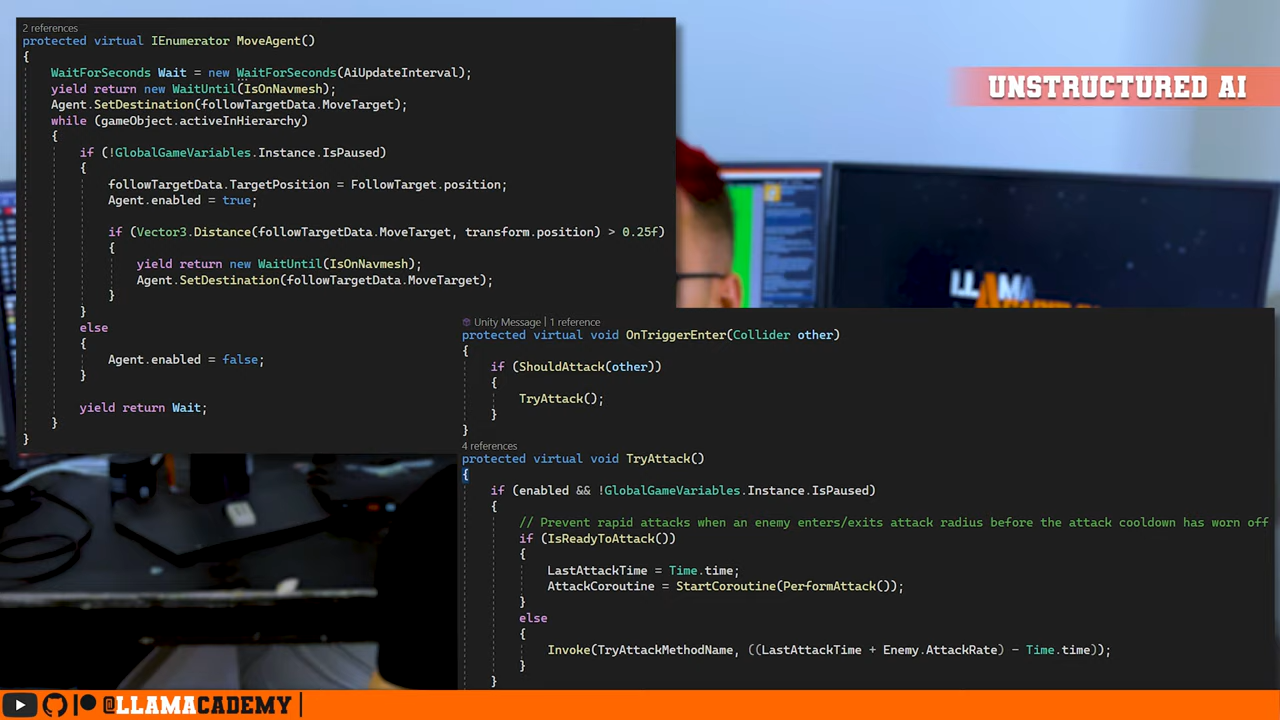 UNSTRUCTURED AI
2 references
protected virtual IEnumerator MoveAgent()
{
WaitForSeconds Wait = new WaitForSeconds(AiUpdateInterval);
yield return new WaitUntil(IsOnNavmesh);
Agent.SetDestination(followTargetData.MoveTarget);
while (gameObject.activeInHierarchy)
{
if (!GlobalGameVariables.Instance.IsPaused)
{
followTargetData.TargetPosition = FollowTarget.position;
Agent.enabled = true;
if (Vector3.Distance(followTargetData.MoveTarget, transform.position) > 0.25f)
{
yield return new WaitUntil(IsOnNavmesh);
Agent.SetDestination(followTargetData.MoveTarget);
}
}
else
{
Agent.enabled = false;
}
yield return Wait;
}
}
LLAMA
Unity Message | 1 reference
protected virtual void OnTriggerEnter(Collider other)
{
if (ShouldAttack(other))
{
TryAttack();
}
}
4 references
protected virtual void TryAttack()
{
if (enabled && !GlobalGameVariables.Instance.IsPaused)
{
// Prevent rapid attacks when an enemy enters/exits attack radius before the attack cooldown has worn off
if (IsReadyToAttack())
{
LastAttackTime = Time.time;
AttackCoroutine = StartCoroutine(PerformAttack());
}
else
{
Invoke(TryAttackMethodName, ((LastAttackTime + Enemy.AttackRate) - Time.time));
}
}
@LLAMACADEMY